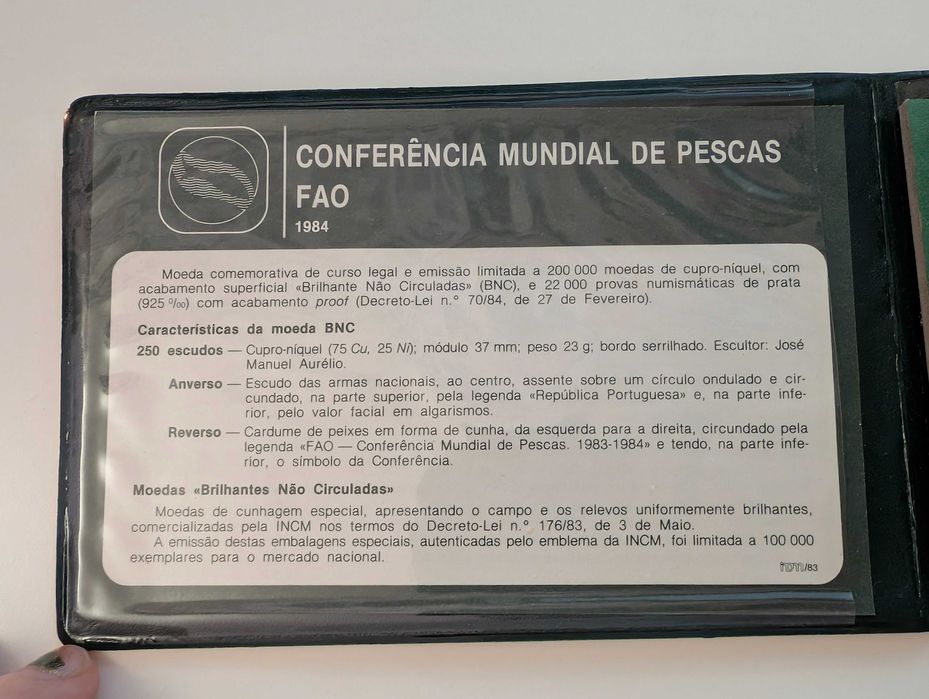 CONFERÊNCIA MUNDIAL DE PESCAS
FAO
1984
Moeda comemorativa de curso legal e emissão limitada a 200 000 moedas de cupro-níquel, com
acabamento superficial «Brilhante Não Circuladas» (BNC), e 22 000 provas numismáticas de prata
(925 ‰) com acabamento proof (Decreto-Lei n.º 70/84, de 27 de Fevereiro).
Características da moeda BNC
250 escudos — Cupro-níquel (75 Cu, 25 Ni); módulo 37 mm; peso 23 g; bordo serrilhado. Escultor: José
Manuel Aurélio.
Anverso — Escudo das armas nacionais, ao centro, assente sobre um círculo ondulado e cir-
cundado, na parte superior, pela legenda «República Portuguesa» e, na parte infe-
rior, pelo valor facial em algarismos.
Reverso — Cardume de peixes em forma de cunha, da esquerda para a direita, circundado pela
legenda «FAO — Conferência Mundial de Pescas. 1983-1984» e tendo, na parte infe-
rior, o símbolo da Conferência.
Moedas «Brilhantes Não Circuladas»
Moedas de cunhagem especial, apresentando o campo e os relevos uniformemente brilhantes,
comercializadas pela INCM nos termos do Decreto-Lei n.º 176/83, de 3 de Maio.
A emissão destas embalagens especiais, autenticadas pelo emblema da INCM, foi limitada a 100 000
exemplares para o mercado nacional.
incm/83